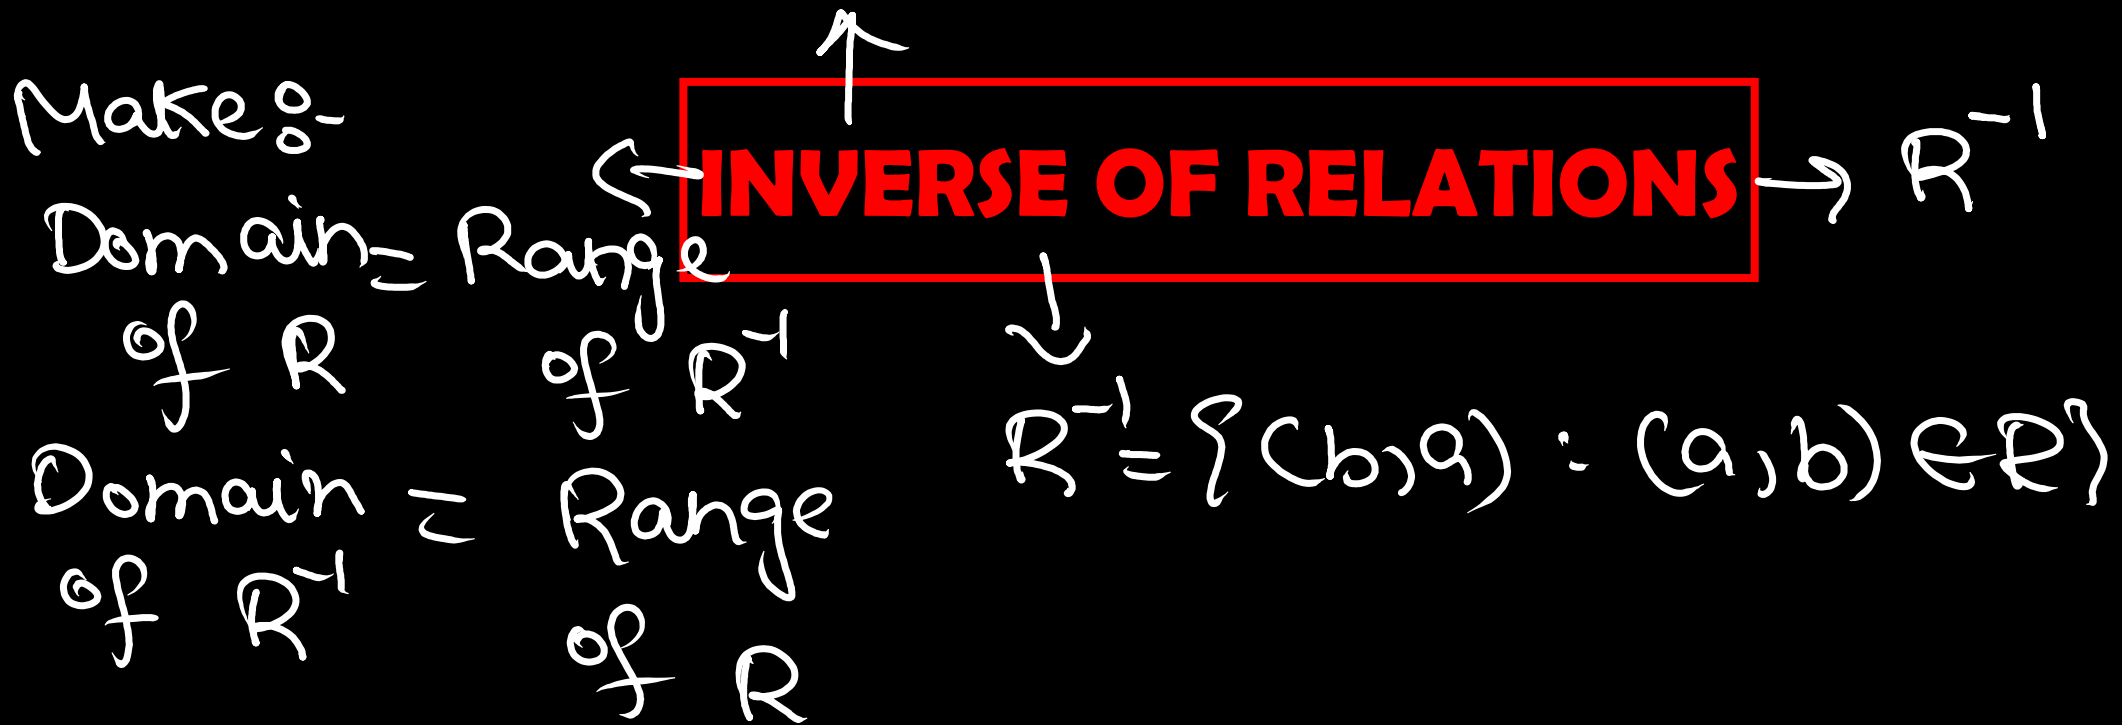 Make :-
INVERSE OF RELATIONS
R⁻¹
Domain = Range
of R of R⁻¹
R⁻¹ = {(b,a) : (a,b) ∈ R}
Domain = Range
of R⁻¹ of R